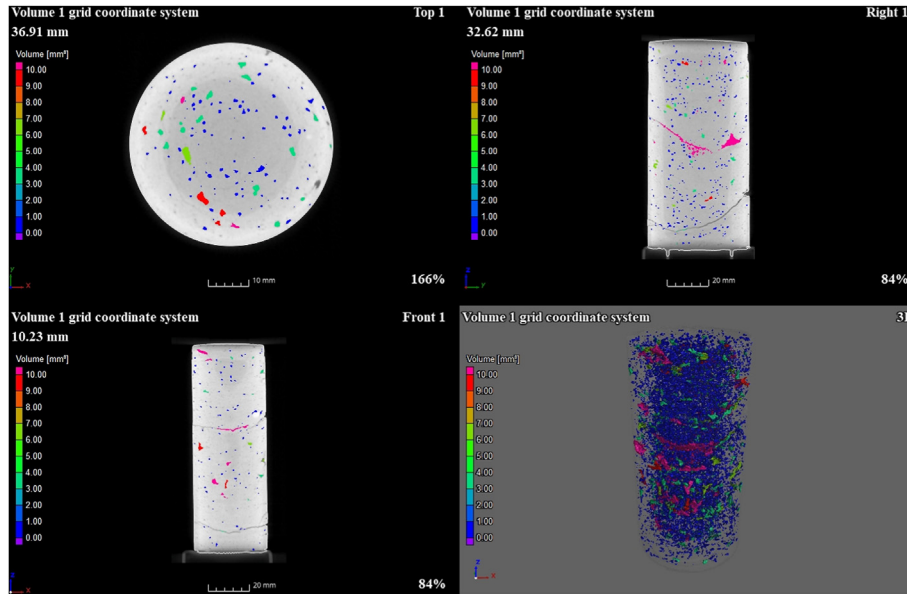 Volume 1 grid coordinate system
Top 1
36.91 mm
Volume [mm³]
10.00
9.00
8.00
7.00
6.00
5.00
4.00
3.00
2.00
1.00
0.00
y
x
10 mm
166%
Volume 1 grid coordinate system
Right 1
32.62 mm
Volume [mm³]
10.00
9.00
8.00
7.00
6.00
5.00
4.00
3.00
2.00
1.00
0.00
z
y
20 mm
84%
Volume 1 grid coordinate system
Front 1
10.23 mm
Volume [mm³]
10.00
9.00
8.00
7.00
6.00
5.00
4.00
3.00
2.00
1.00
0.00
z
x
20 mm
84%
Volume 1 grid coordinate system
Volume [mm³]
10.00
9.00
8.00
7.00
6.00
5.00
4.00
3.00
2.00
1.00
0.00
z
x